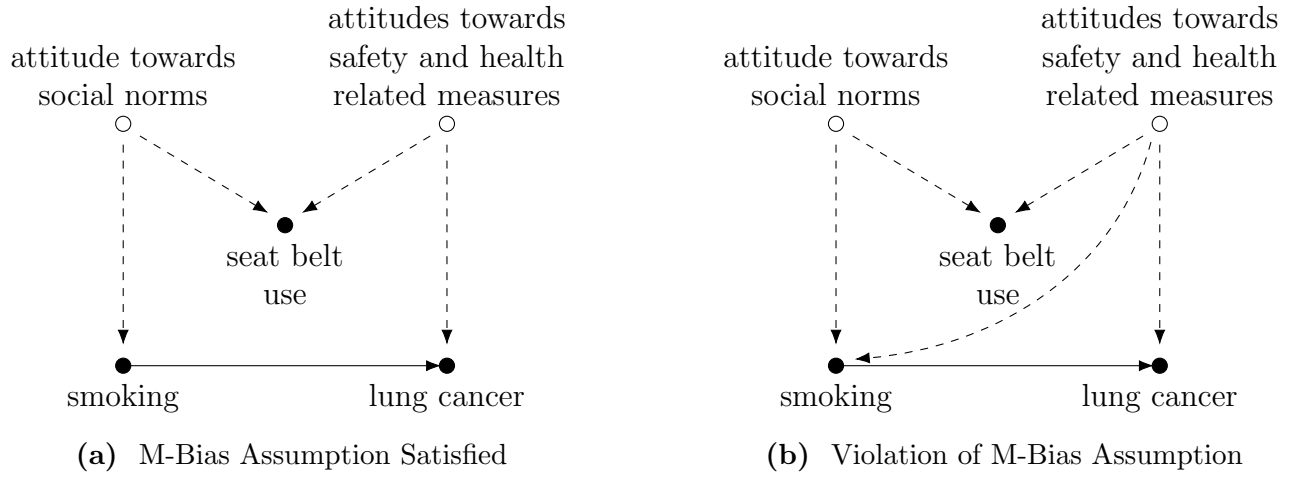 attitude towards
social norms
attitudes towards
safety and health
related measures
seat belt
use
smoking
lung cancer
(a) M-Bias Assumption Satisfied
attitude towards
social norms
attitudes towards
safety and health
related measures
seat belt
use
smoking
lung cancer
(b) Violation of M-Bias Assumption